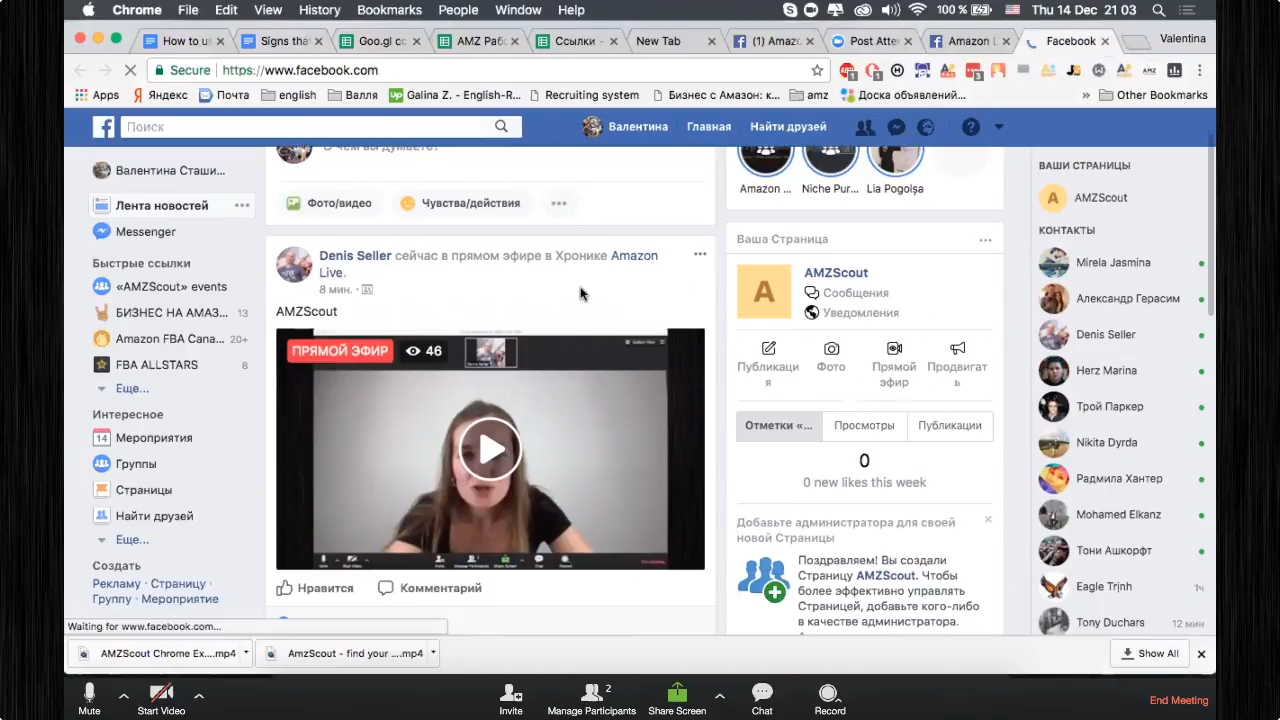 Chrome File Edit View History Bookmarks People Window Help 100 % Thu 14 Dec 21 03
How to u Signs tha Goo.gl cc AMZ Рабс Ссылки - New Tab (1) Amaz Post Atte Amazon L Facebook Valentina
Secure https://www.facebook.com
Apps Яндекс Почта english Валля Galina Z. - English-R... Recruiting system Бизнес с Амазон: к... amz Доска объявлений... » Other Bookmarks
Поиск Валентина Главная Найти друзей
О чем вы думаете?
Валентина Сташи...
Лента новостей
Messenger
Быстрые ссылки
«AMZScout» events
БИЗНЕС НА АМАЗ... 13
Amazon FBA Cana... 20+
FBA ALLSTARS 8
Еще...
Интересное
14 Мероприятия
Группы
Страницы
Найти друзей
Еще...
Создать
Рекламу · Страницу ·
Группу · Мероприятие
Waiting for www.facebook.com...
Фото/видео Чувства/действия
Denis Seller сейчас в прямом эфире в Хронике Amazon
Live.
8 мин.
AMZScout
ПРЯМОЙ ЭФИР 46
Нравится Комментарий
Amazon ... Niche Pur... Lia Pogolșa
Ваша Страница
A AMZScout
Сообщения
Уведомления
Публикаци
я
Фото
Прямой
эфир
Продвигат
ь
Отметки «... Просмотры Публикации
0
0 new likes this week
Добавьте администратора для своей
новой Страницы
Поздравляем! Вы создали
Страницу AMZScout. Чтобы
более эффективно управлять
Страницей, добавьте кого-либо
в качестве администратора.
ВАШИ СТРАНИЦЫ
A AMZScout
КОНТАКТЫ
Mirela Jasmina
Александр Герасим
Denis Seller
Herz Marina
Трой Паркер
Nikita Dyrda
Радмила Хантер
Mohamed Elkanz
Тони Ашкорфт
Eagle Trịnh 1ч
Tony Duchars 12 мин
AMZScout Chrome Ex....mp4 AmzScout - find your ....mp4 Show All
Mute Start Video Invite 2 Manage Participants Share Screen Chat Record End Meeting